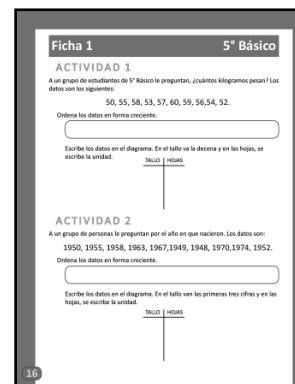 Ficha 1 5° Básico
ACTIVIDAD 1
A un grupo de estudiantes de 5° Básico le preguntan, ¿cuántos kilogramos pesan? Los
datos son los siguientes:
50, 55, 58, 53, 57, 60, 59, 56,54, 52.
Ordena los datos en forma creciente.
Escribe los datos en el diagrama. En el tallo va la decena y en las hojas, se
escribe la unidad.
TALLO HOJAS
ACTIVIDAD 2
A un grupo de personas le preguntan por el año en que nacieron. Los datos son:
1950, 1955, 1958, 1963, 1967,1949, 1948, 1970,1974, 1952.
Ordena los datos en forma creciente.
Escribe los datos en el diagrama. En el tallo van las primeras tres cifras y en las
hojas, se escribe la unidad.
TALLO HOJAS
16